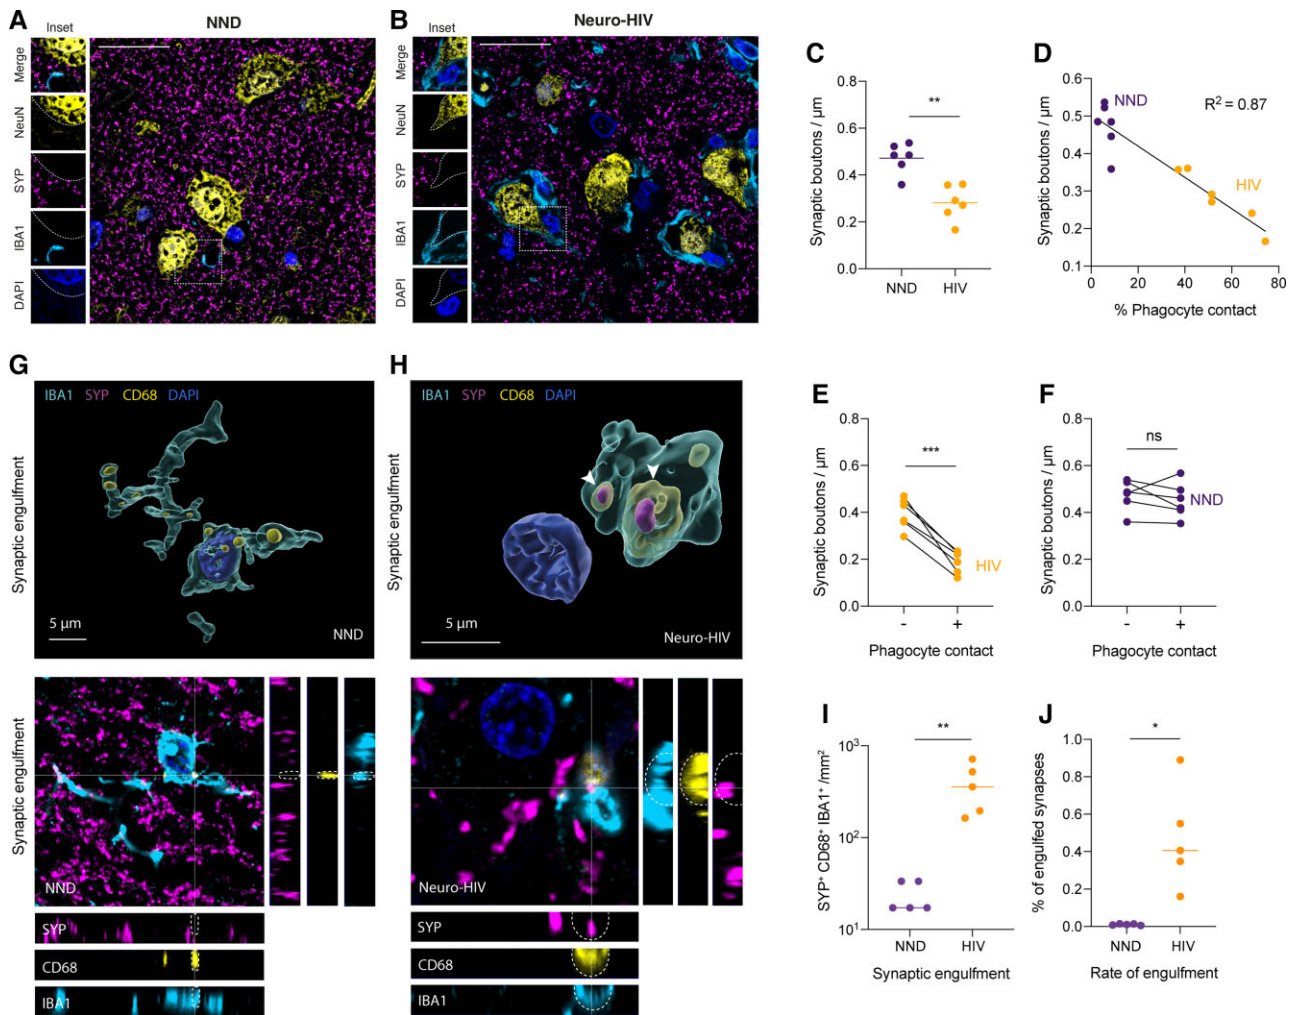 A
NND
Inset
Merge
NeuN
SYP
IBA1
DAPI
B
Neuro-HIV
Inset
Merge
NeuN
SYP
IBA1
DAPI
C
Synaptic boutons / μm
0.8
0.6
0.4
0.2
0.0
**
NND HIV
D
Synaptic boutons / μm
0.6
0.5
0.4
0.3
0.2
0.1
NND
R² = 0.87
HIV
0 20 40 60 80
% Phagocyte contact
G
IBA1 SYP CD68 DAPI
Synaptic engulfment
5 μm
NND
H
IBA1 SYP CD68 DAPI
Synaptic engulfment
5 μm
Neuro-HIV
E
Synaptic boutons / μm
0.8
0.6
0.4
0.2
0.0
***
HIV
- +
Phagocyte contact
F
Synaptic boutons / μm
0.8
0.6
0.4
0.2
0.0
ns
NND
- +
Phagocyte contact
Synaptic engulfment
NND
SYP
CD68
IBA1
Neuro-HIV
SYP
CD68
IBA1
I
SYP⁺ CD68⁺ IBA1⁺/mm²
10³
10²
10¹
**
NND HIV
Synaptic engulfment
J
% of engulfed synapses
1.0
0.8
0.6
0.4
0.2
0.0
*
NND HIV
Rate of engulfment